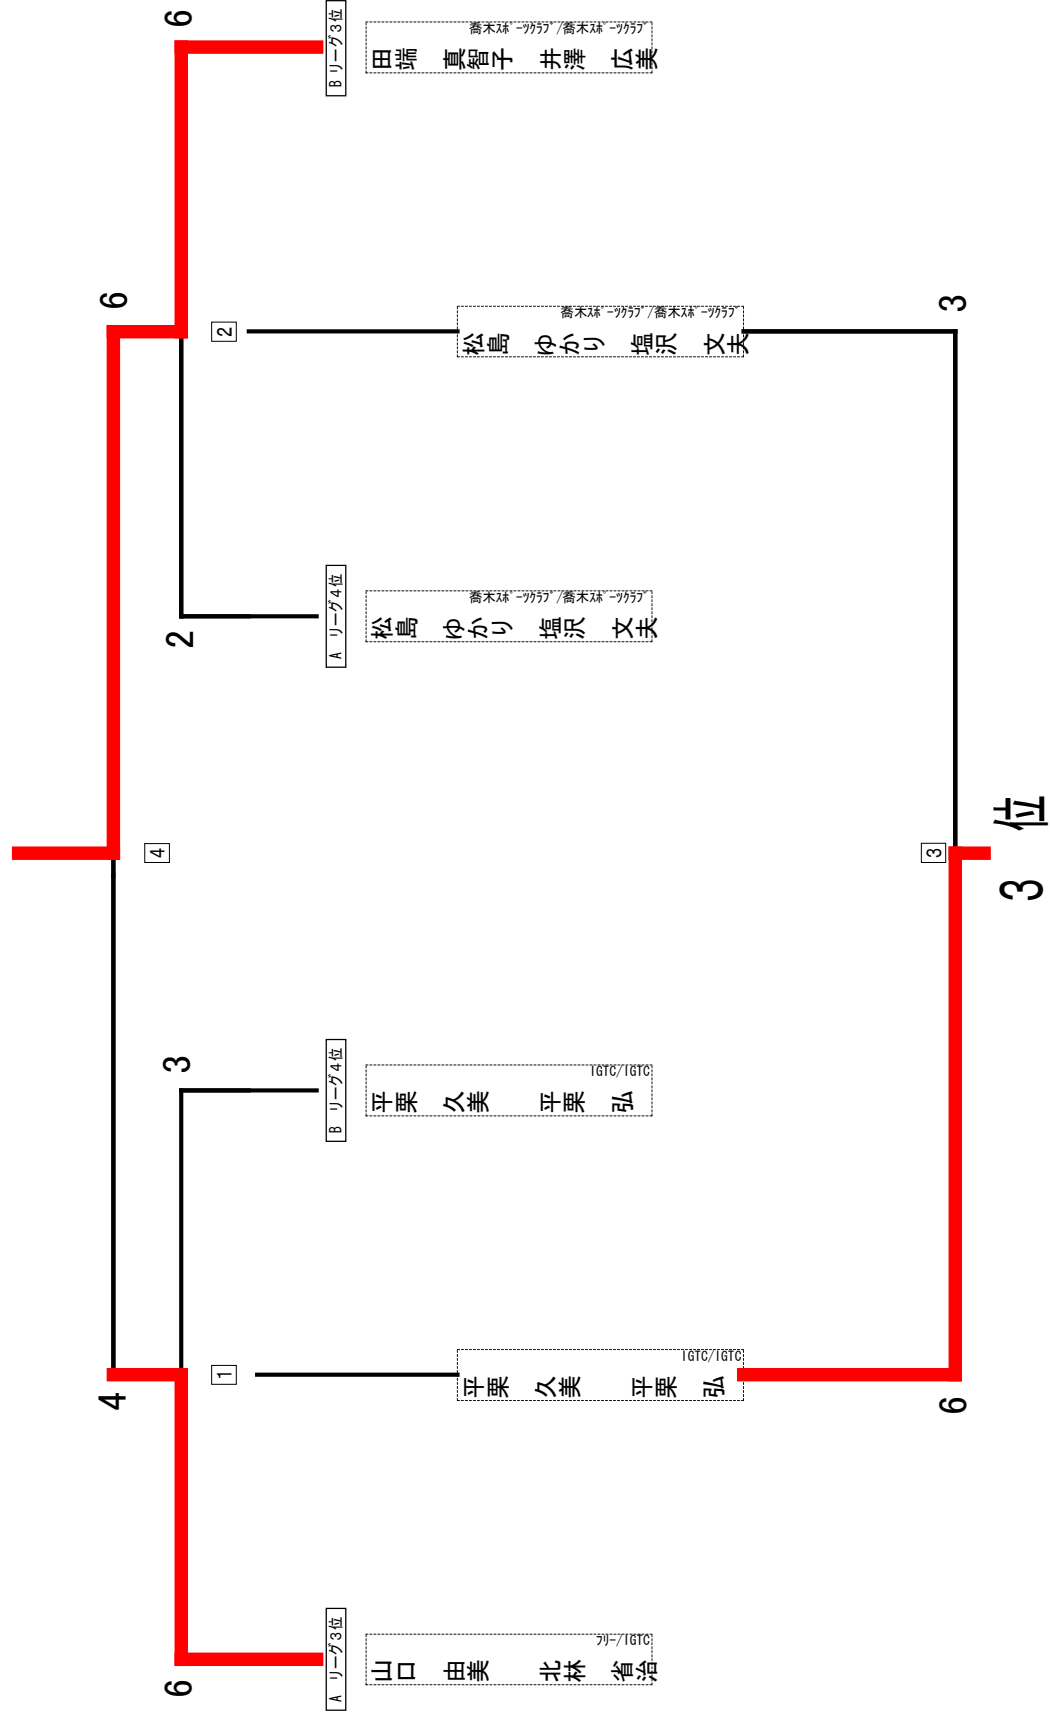 6
4
6
6
3
2
6
1
4
2
A リーグ3位
B リーグ4位
A リーグ4位
B リーグ3位
フリー/IGTC
山口　由美　北林　省治
IGTC/IGTC
平栗　久美　平栗　弘
喬木スポーツクラブ/喬木スポーツクラブ
松島　ゆかり　塩沢　文夫
喬木スポーツクラブ/喬木スポーツクラブ
田端　真智子　井澤　広美
IGTC/IGTC
平栗　久美　平栗　弘
喬木スポーツクラブ/喬木スポーツクラブ
松島　ゆかり　塩沢　文夫
6
3
3
3 位